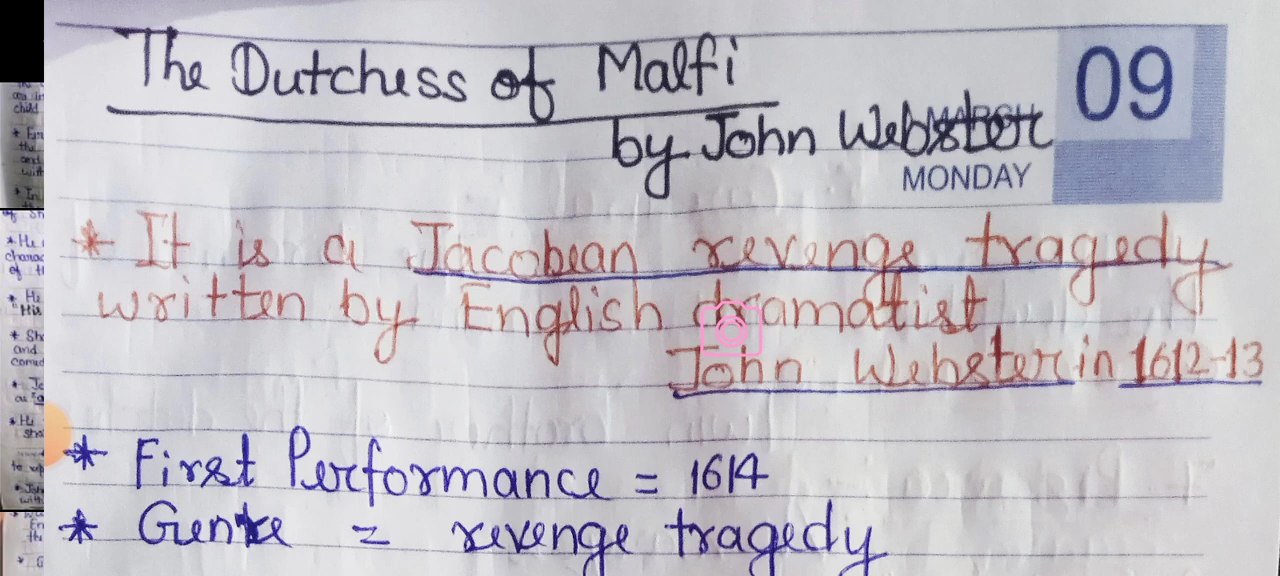 The Dutchess of Malfi
09
by John Webster
MONDAY
* It is a Jacobean revenge tragedy
written by English dramatist
John Webster in 1612-13
* First Performance = 1614
* Genre = revenge tragedy